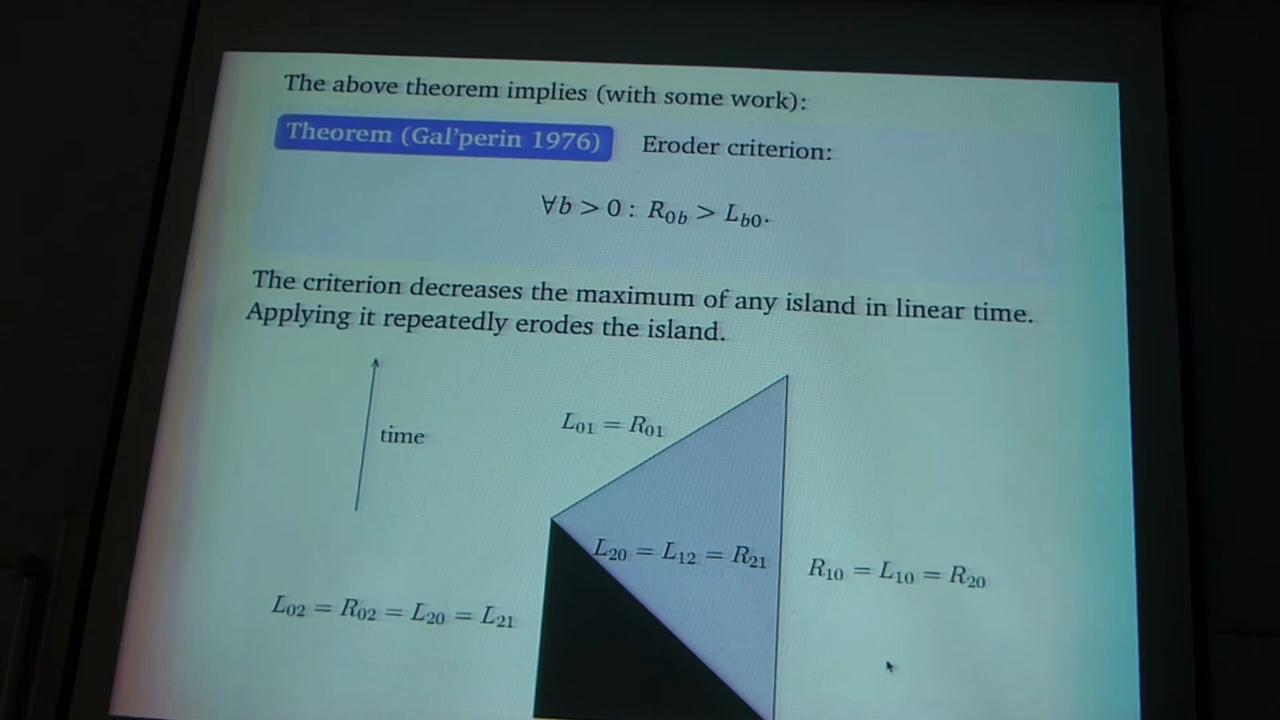 The above theorem implies (with some work):
Theorem (Gal'perin 1976) Eroder criterion:
∀b > 0 : R₀b > Lb₀.
The criterion decreases the maximum of any island in linear time.
Applying it repeatedly erodes the island.
L₀₁ = R₀₁
time
L₂₀ = L₁₂ = R₂₁
R₁₀ = L₁₀ = R₂₀
L₀₂ = R₀₂ = L₂₀ = L₂₁